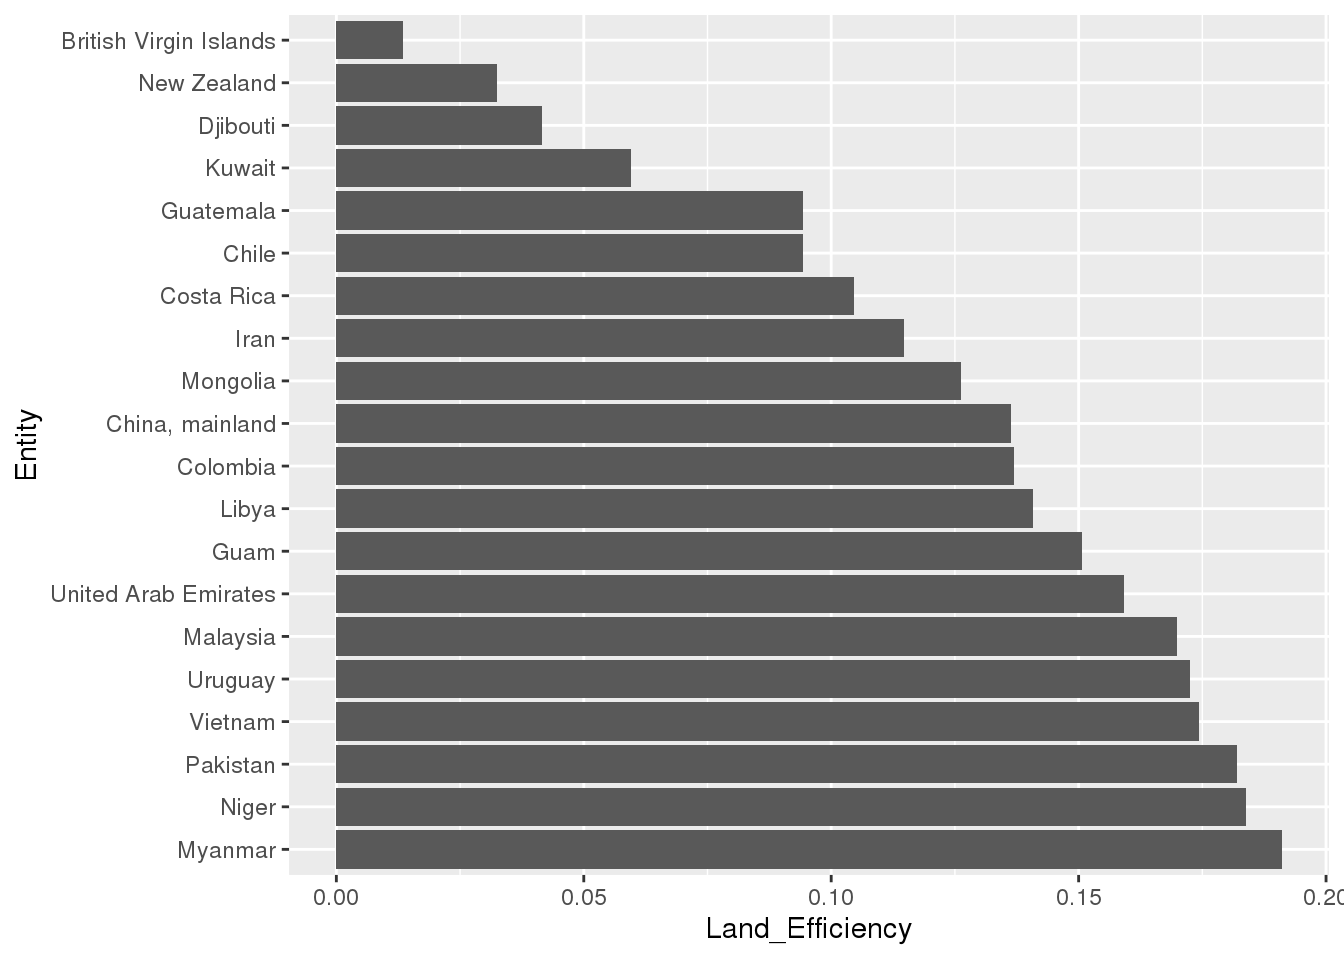 British Virgin Islands
New Zealand
Djibouti
Kuwait
Guatemala
Chile
Costa Rica
Iran
Mongolia
China, mainland
Colombia
Libya
Guam
United Arab Emirates
Malaysia
Uruguay
Vietnam
Pakistan
Niger
Myanmar
Entity
0.00 0.05 0.10 0.15 0.20
Land_Efficiency